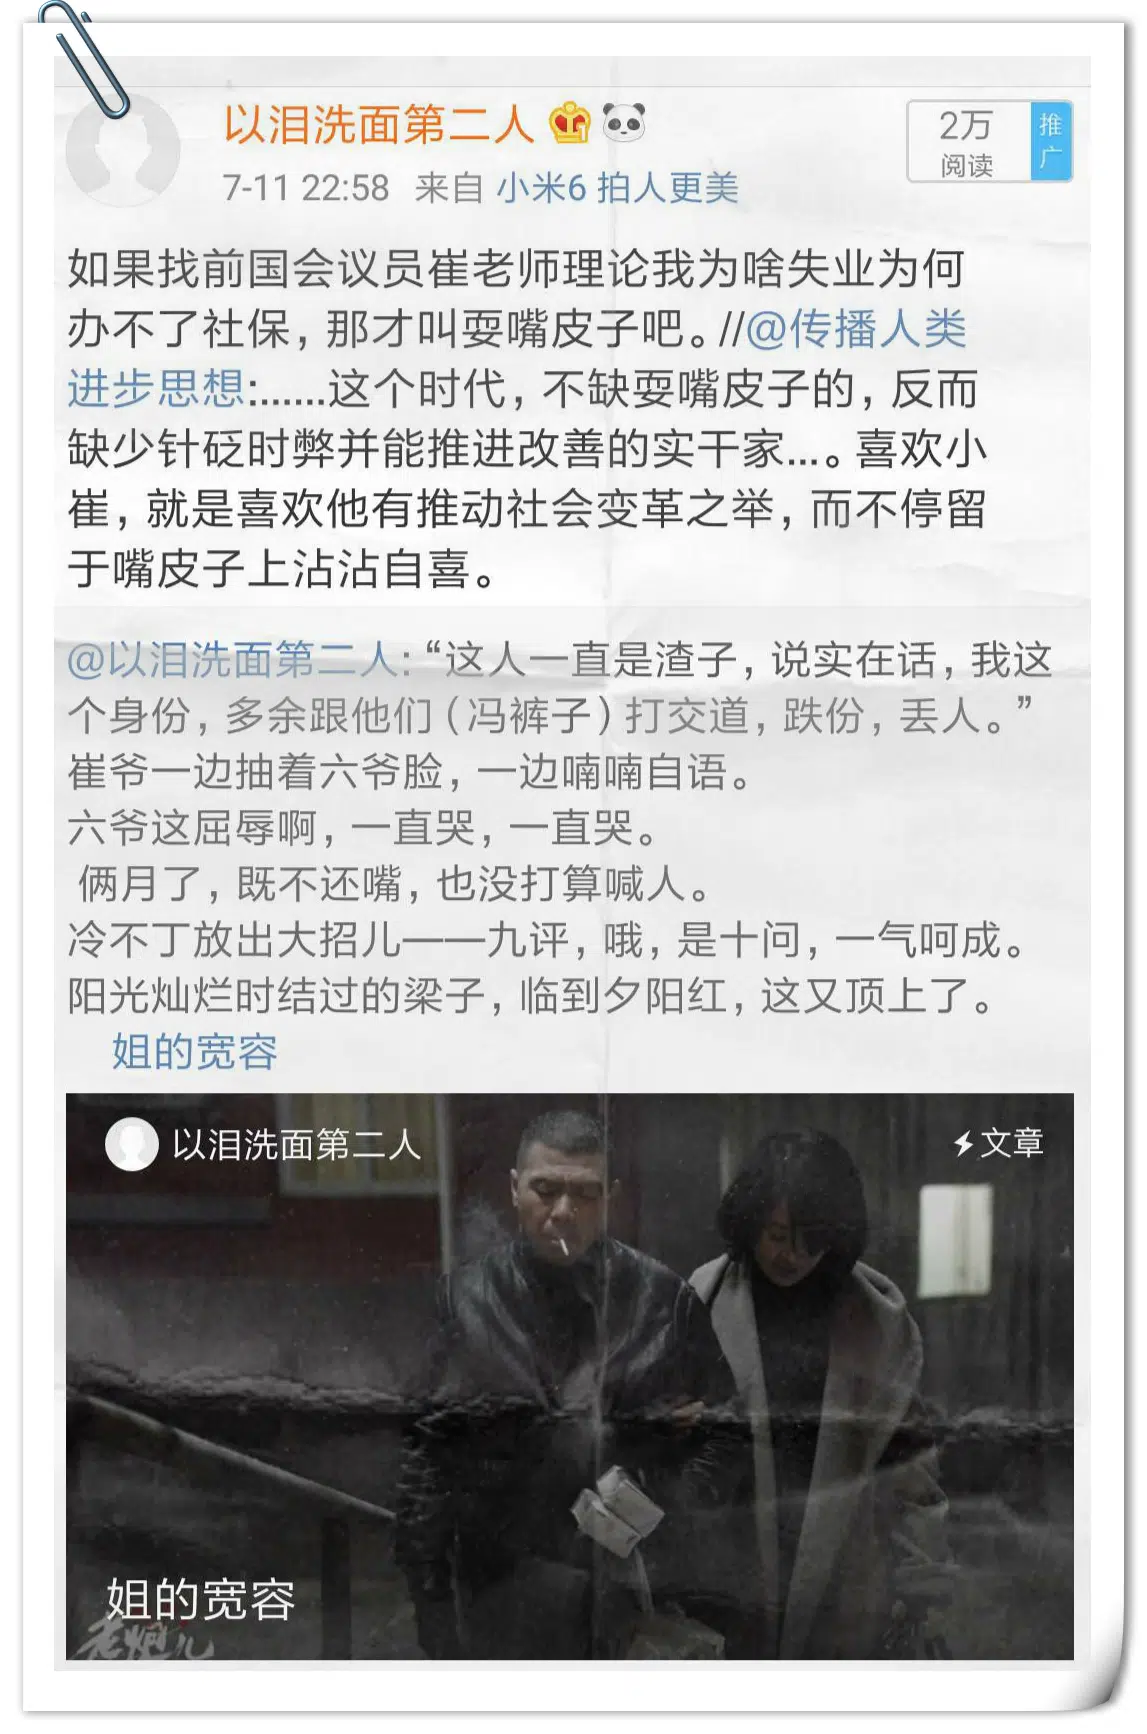 以泪洗面第二人
2万
阅读
推广
7-11 22:58 来自 小米6 拍人更美
如果找前国会议员崔老师理论我为啥失业为何
办不了社保，那才叫耍嘴皮子吧。//@传播人类
进步思想:......这个时代，不缺耍嘴皮子的，反而
缺少针砭时弊并能推进改善的实干家...。喜欢小
崔，就是喜欢他有推动社会变革之举，而不停留
于嘴皮子上沾沾自喜。
@以泪洗面第二人: “这人一直是渣子，说实在话，我这
个身份，多余跟他们（冯裤子）打交道，跌份，丢人。”
崔爷一边抽着六爷脸，一边喃喃自语。
六爷这屈辱啊，一直哭，一直哭。
俩月了，既不还嘴，也没打算喊人。
冷不丁放出大招儿——九评，哦，是十问，一气呵成。
阳光灿烂时结过的梁子，临到夕阳红，这又顶上了。
姐的宽容
以泪洗面第二人
文章
姐的宽容
老炮儿